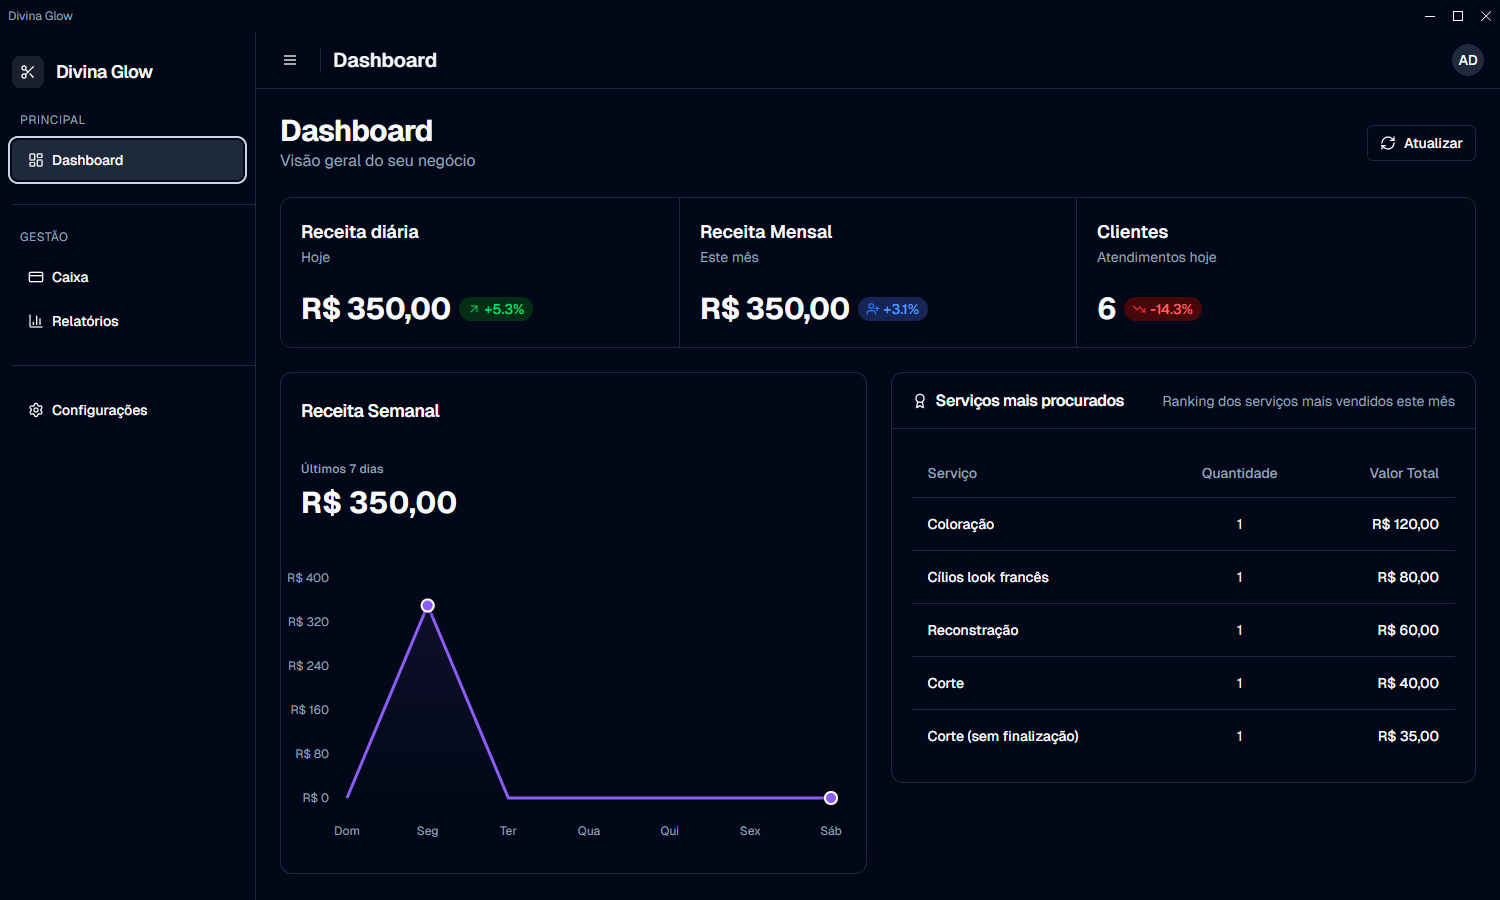 Divina Glow
Divina Glow
PRINCIPAL
Dashboard
GESTÃO
Caixa
Relatórios
Configurações
Dashboard
AD
Dashboard
Visão geral do seu negócio
Atualizar
Receita diária
Hoje
R$ 350,00 +5.3%
Receita Mensal
Este mês
R$ 350,00 +3.1%
Clientes
Atendimentos hoje
6 -14.3%
Receita Semanal
Últimos 7 dias
R$ 350,00
R$ 400
R$ 320
R$ 240
R$ 160
R$ 80
R$ 0
Dom Seg Ter Qua Qui Sex Sáb
Serviços mais procurados Ranking dos serviços mais vendidos este mês
Serviço Quantidade Valor Total
Coloração 1 R$ 120,00
Cílios look francês 1 R$ 80,00
Reconstração 1 R$ 60,00
Corte 1 R$ 40,00
Corte (sem finalização) 1 R$ 35,00